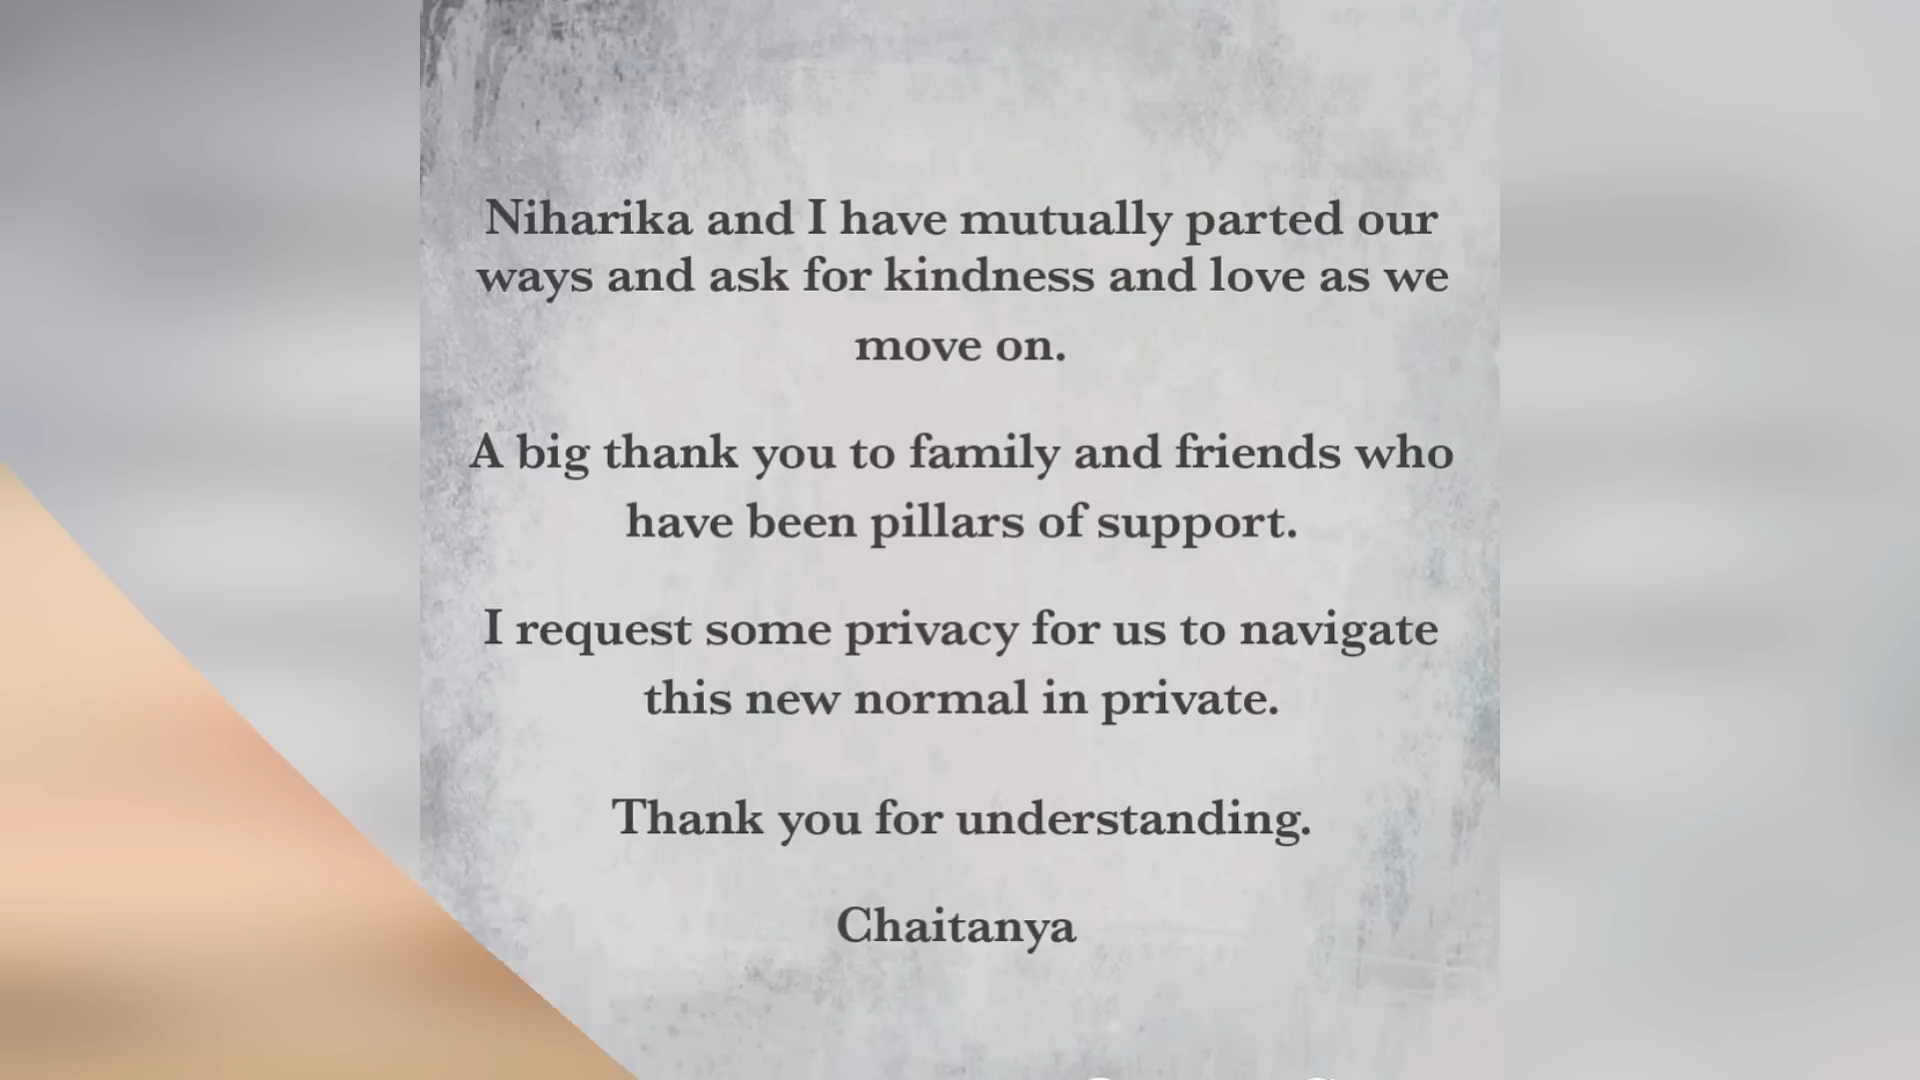 Niharika and I have mutually parted our
ways and ask for kindness and love as we
move on.
A big thank you to family and friends who
have been pillars of support.
I request some privacy for us to navigate
this new normal in private.
Thank you for understanding.
Chaitanya